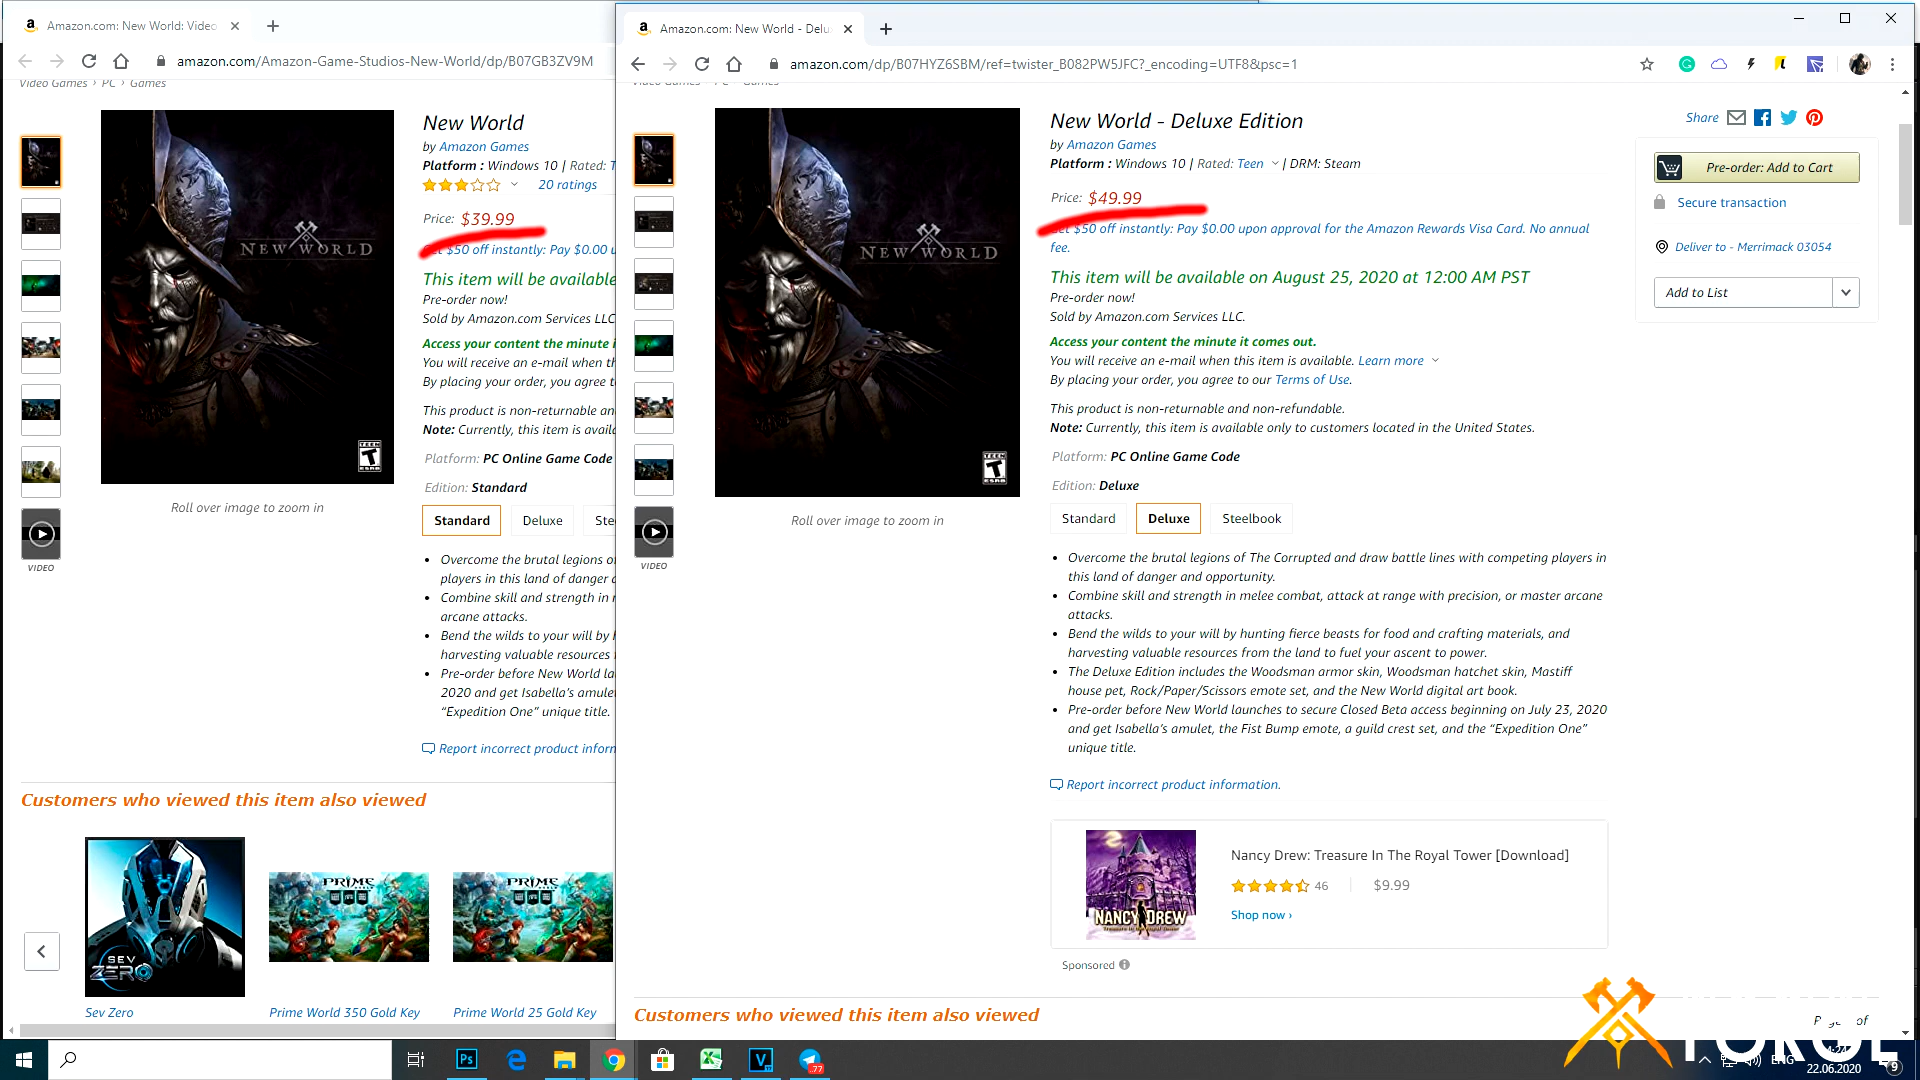 Amazon.com: New World: Video
amazon.com/Amazon-Game-Studios-New-World/dp/B07GB3ZV9M
Video Games › PC › Games
New World
by Amazon Games
Platform : Windows 10 | Rated: T
20 ratings
Price: $39.99
$50 off instantly: Pay $0.00 u
This item will be available
Pre-order now!
Sold by Amazon.com Services LLC
Access your content the minute i
You will receive an e-mail when th
By placing your order, you agree t
This product is non-returnable an
Note: Currently, this item is availa
Platform: PC Online Game Code
Edition: Standard
Standard
Deluxe
Ste
Overcome the brutal legions o
players in this land of danger
Combine skill and strength in
arcane attacks.
Bend the wilds to your will by
harvesting valuable resources
Pre-order before New World la
2020 and get Isabella's amulet
“Expedition One” unique title.
Report incorrect product inform
NEW WORLD
TEEN
T
ESRB
Roll over image to zoom in
VIDEO
Customers who viewed this item also viewed
SEV
ZERO
PRIME
PRIME
Sev Zero
Prime World 350 Gold Key
Prime World 25 Gold Key
Amazon.com: New World - Delu
amazon.com/dp/B07HYZ6SBM/ref=twister_B082PW5JFC?_encoding=UTF8&psc=1
NEW WORLD
TEEN
T
ESRB
Roll over image to zoom in
VIDEO
New World - Deluxe Edition
by Amazon Games
Platform : Windows 10 | Rated: Teen | DRM: Steam
Price: $49.99
$50 off instantly: Pay $0.00 upon approval for the Amazon Rewards Visa Card. No annual
fee.
This item will be available on August 25, 2020 at 12:00 AM PST
Pre-order now!
Sold by Amazon.com Services LLC.
Access your content the minute it comes out.
You will receive an e-mail when this item is available. Learn more
By placing your order, you agree to our Terms of Use.
This product is non-returnable and non-refundable.
Note: Currently, this item is available only to customers located in the United States.
Platform: PC Online Game Code
Edition: Deluxe
Standard
Deluxe
Steelbook
Overcome the brutal legions of The Corrupted and draw battle lines with competing players in
this land of danger and opportunity.
Combine skill and strength in melee combat, attack at range with precision, or master arcane
attacks.
Bend the wilds to your will by hunting fierce beasts for food and crafting materials, and
harvesting valuable resources from the land to fuel your ascent to power.
The Deluxe Edition includes the Woodsman armor skin, Woodsman hatchet skin, Mastiff
house pet, Rock/Paper/Scissors emote set, and the New World digital art book.
Pre-order before New World launches to secure Closed Beta access beginning on July 23, 2020
and get Isabella's amulet, the Fist Bump emote, a guild crest set, and the “Expedition One”
unique title.
Report incorrect product information.
Share
Pre-order: Add to Cart
Secure transaction
Deliver to - Merrimack 03054
Add to List
NANCY DREW
Treasure In The Royal Tower
Nancy Drew: Treasure In The Royal Tower [Download]
46
$9.99
Shop now ›
Sponsored
Customers who viewed this item also viewed
of
Ps
V
77
ENG
22.06.2020
9